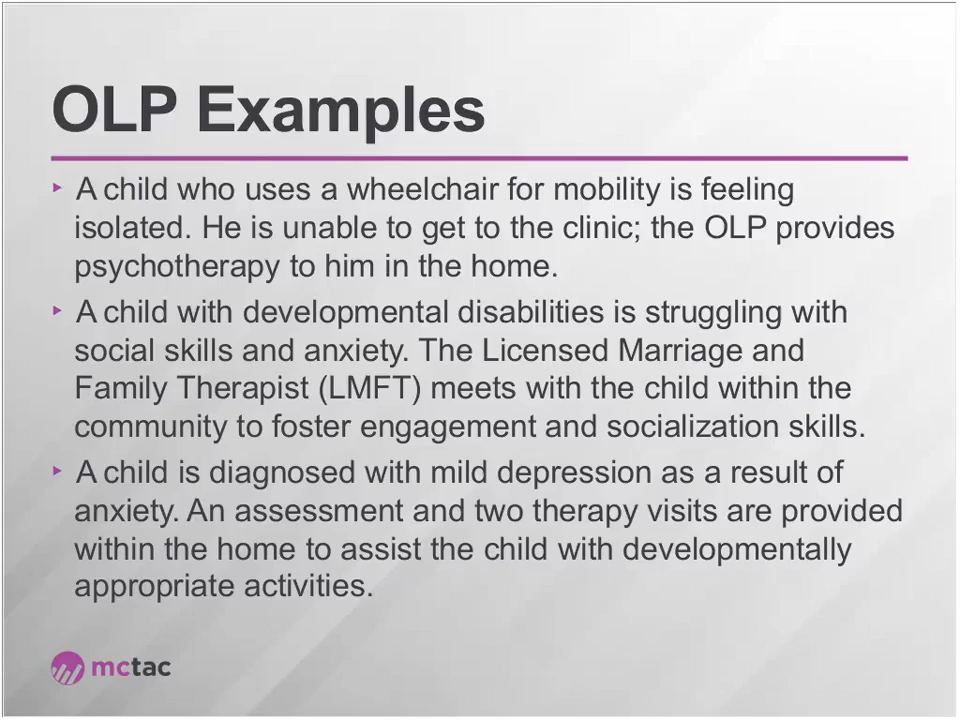 OLP Examples
‣ A child who uses a wheelchair for mobility is feeling
isolated. He is unable to get to the clinic; the OLP provides
psychotherapy to him in the home.
‣ A child with developmental disabilities is struggling with
social skills and anxiety. The Licensed Marriage and
Family Therapist (LMFT) meets with the child within the
community to foster engagement and socialization skills.
‣ A child is diagnosed with mild depression as a result of
anxiety. An assessment and two therapy visits are provided
within the home to assist the child with developmentally
appropriate activities.
mctac